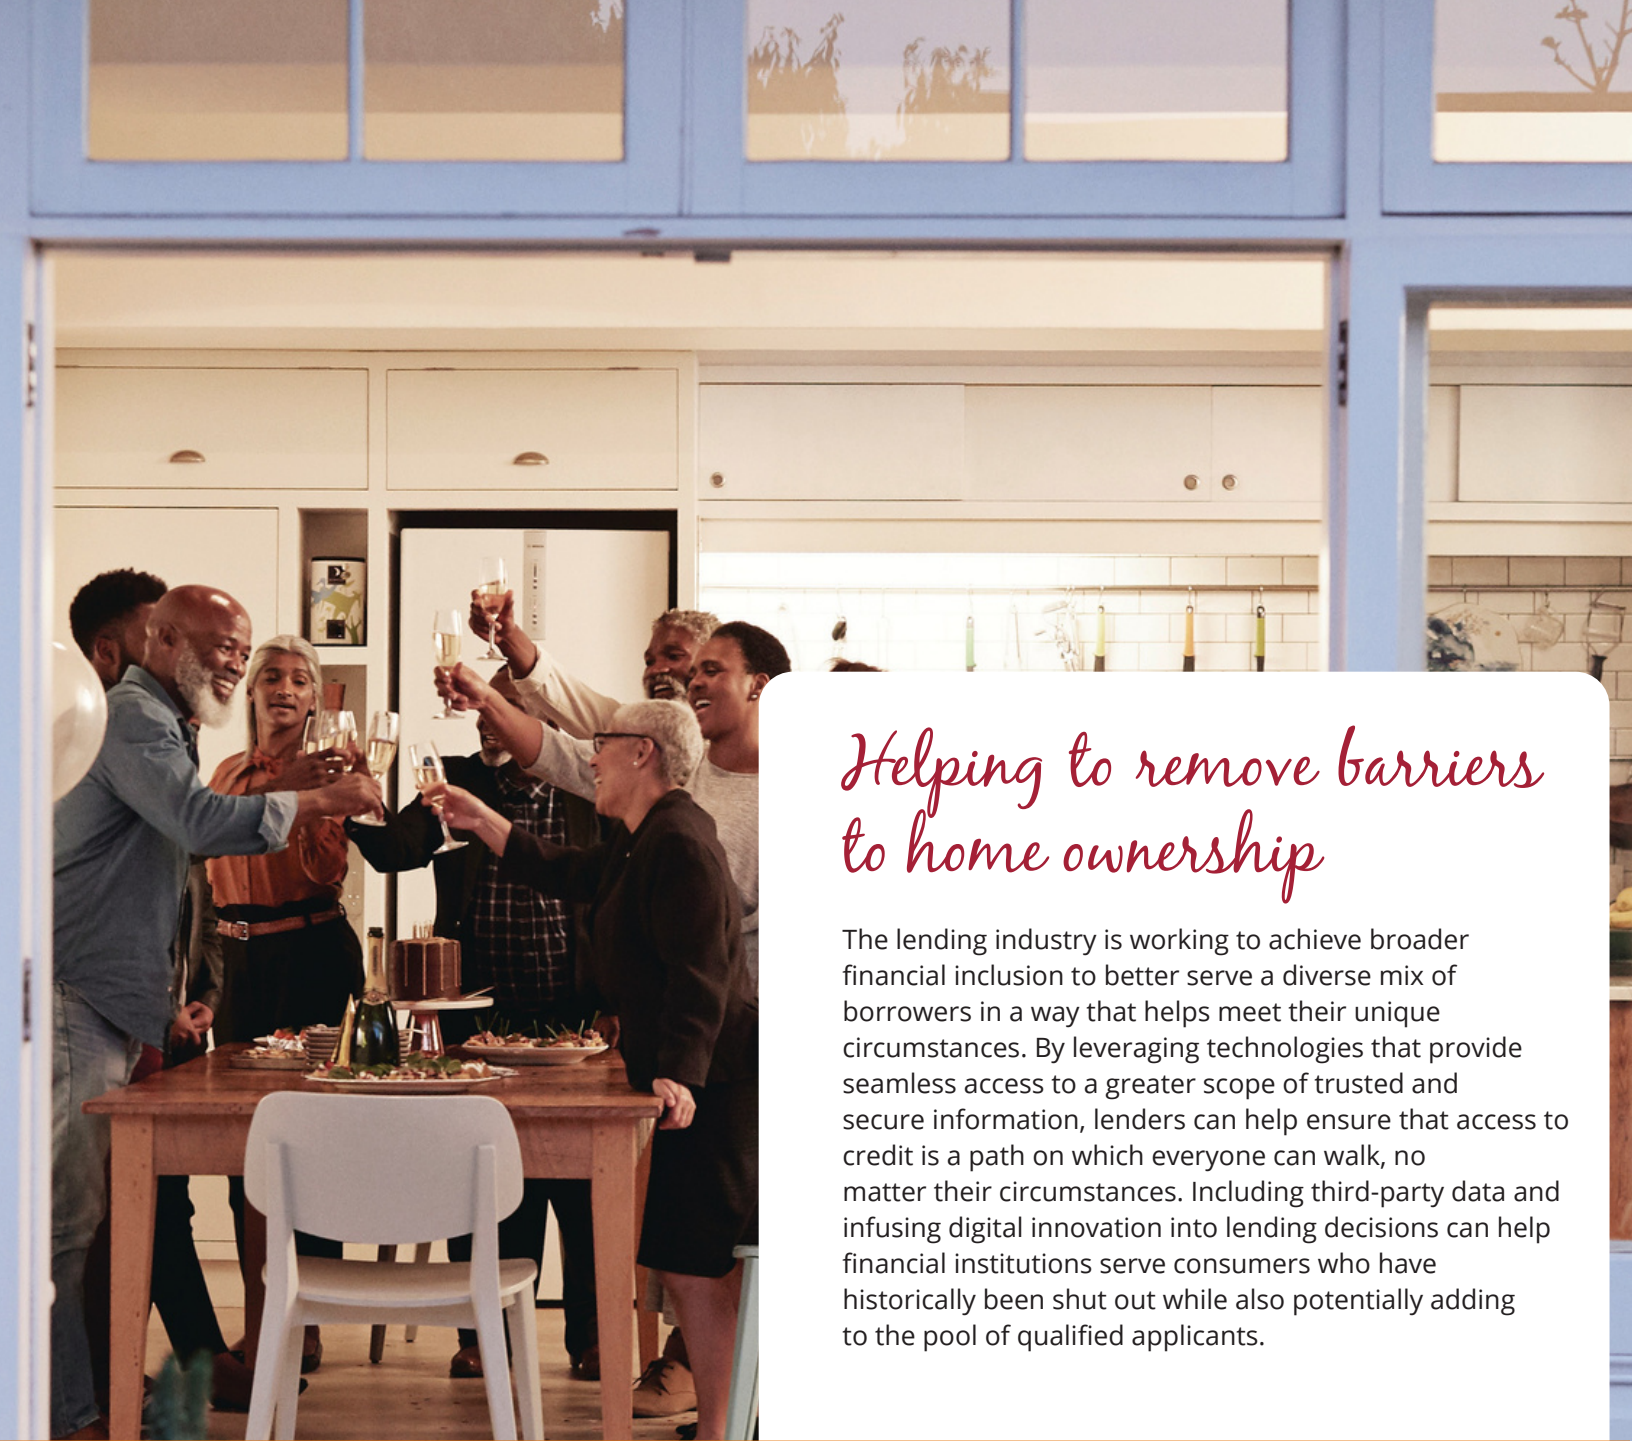 Helping to remove barriers
to home ownership
The lending industry is working to achieve broader
financial inclusion to better serve a diverse mix of
borrowers in a way that helps meet their unique
circumstances. By leveraging technologies that provide
seamless access to a greater scope of trusted and
secure information, lenders can help ensure that access to
credit is a path on which everyone can walk, no
matter their circumstances. Including third-party data and
infusing digital innovation into lending decisions can help
financial institutions serve consumers who have
historically been shut out while also potentially adding
to the pool of qualified applicants.